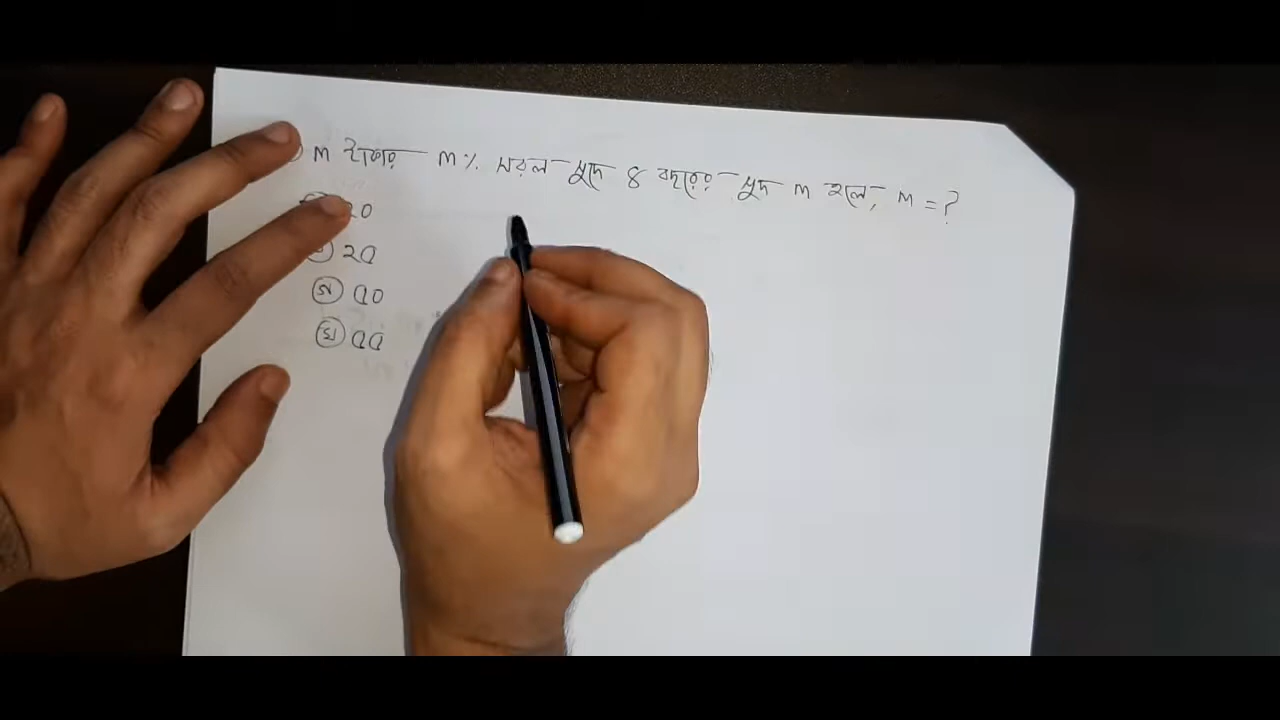 m টাকার m% সরল সুদে ৪ বছরের সুদ m হলে, m = ?
২০
২৫
গ ৫০
ঘ ৫৫